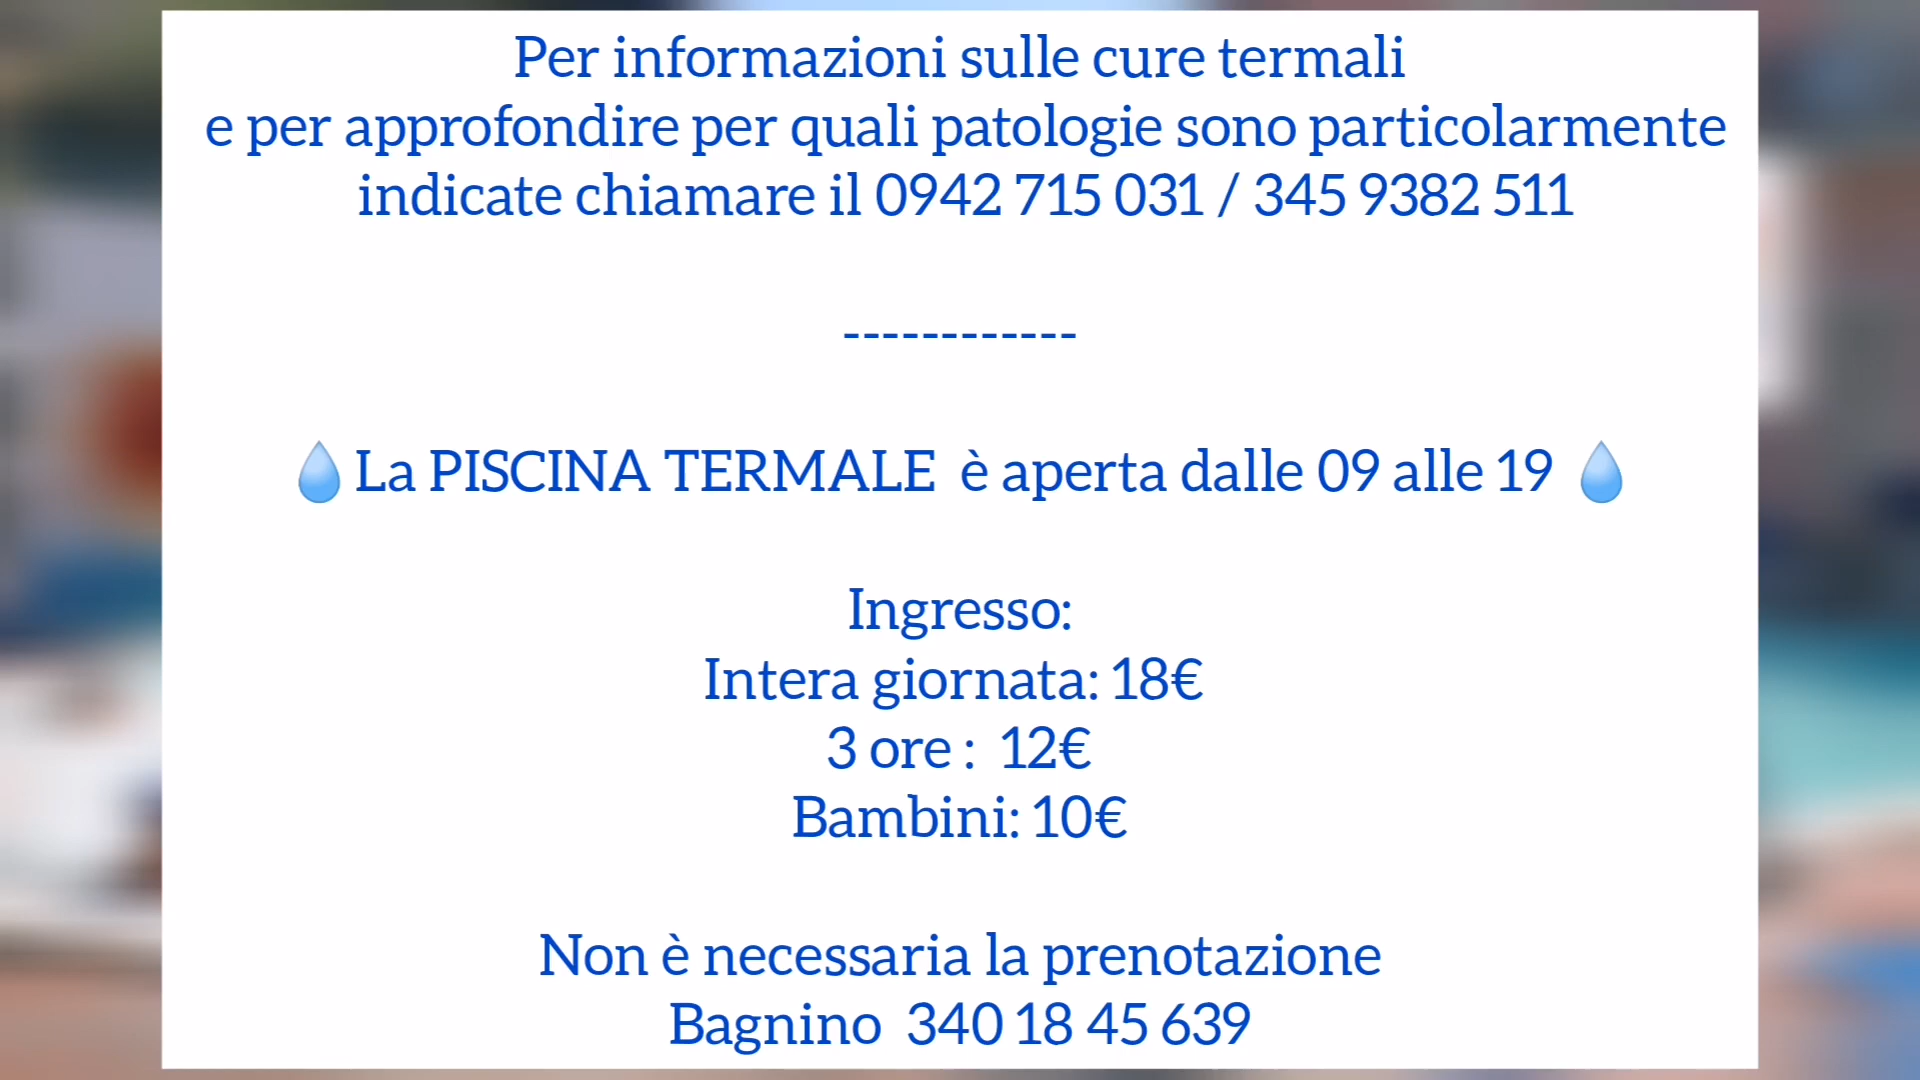 Per informazioni sulle cure termali
e per approfondire per quali patologie sono particolarmente
indicate chiamare il 0942 715 031 / 345 9382 511
------------
💧La PISCINA TERMALE è aperta dalle 09 alle 19 💧
Ingresso:
Intera giornata: 18€
3 ore : 12€
Bambini: 10€
Non è necessaria la prenotazione
Bagnino 340 18 45 639